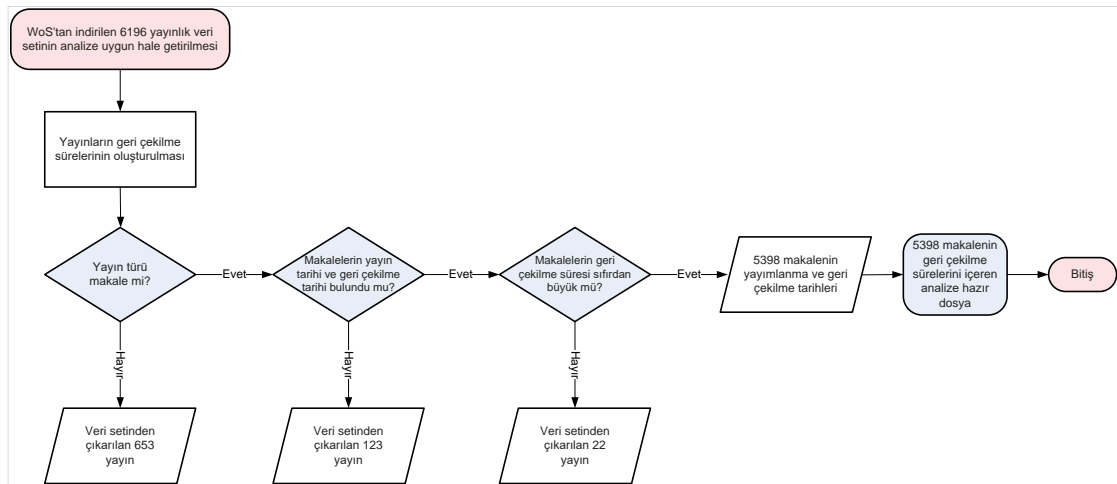 WoS'tan indirilen 6196 yayınlık veri
setinin analize uygun hale getirilmesi
Yayınların geri çekilme
sürelerinin oluşturulması
Yayın türü
makale mi?
Evet
Makalelerin yayın
tarihi ve geri çekilme
tarihi bulundu mu?
Evet
Makalelerin geri
çekilme süresi sıfırdan
büyük mü?
Evet
5398 makalenin
yayımlanma ve geri
çekilme tarihleri
5398 makalenin
geri çekilme
sürelerini içeren
analize hazır
dosya
Bitiş
Hayır
Hayır
Hayır
Veri setinden
çıkarılan 653
yayın
Veri setinden
çıkarılan 123
yayın
Veri setinden
çıkarılan 22
yayın